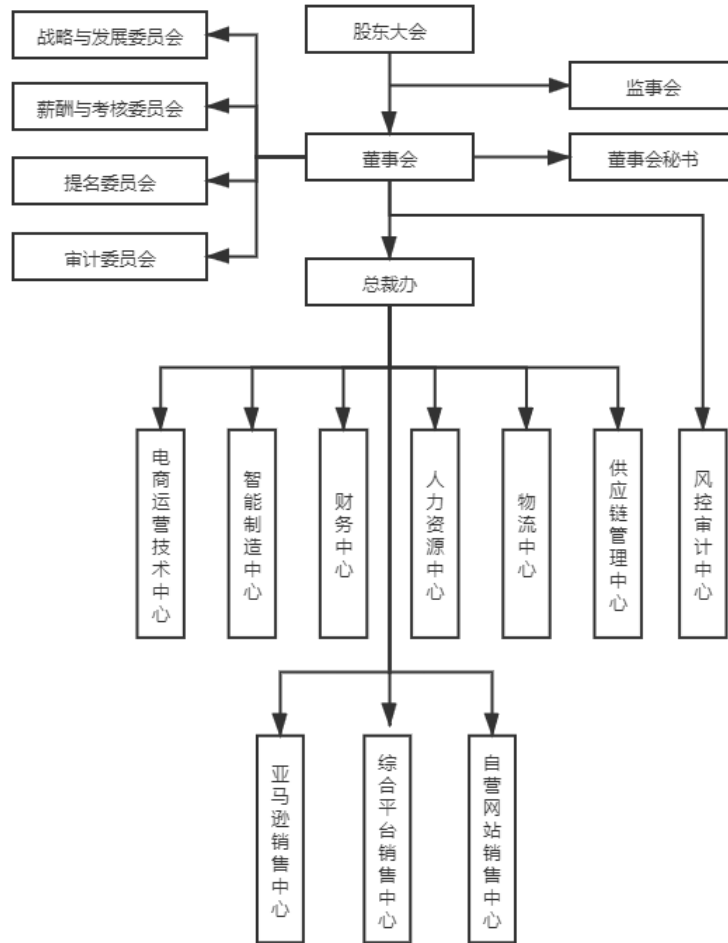 战略与发展委员会
股东大会
监事会
薪酬与考核委员会
董事会
董事会秘书
提名委员会
审计委员会
总裁办
电商运营技术中心
智能制造中心
财务中心
人力资源中心
物流中心
供应链管理中心
风控审计中心
亚马逊销售中心
综合平台销售中心
自营网站销售中心